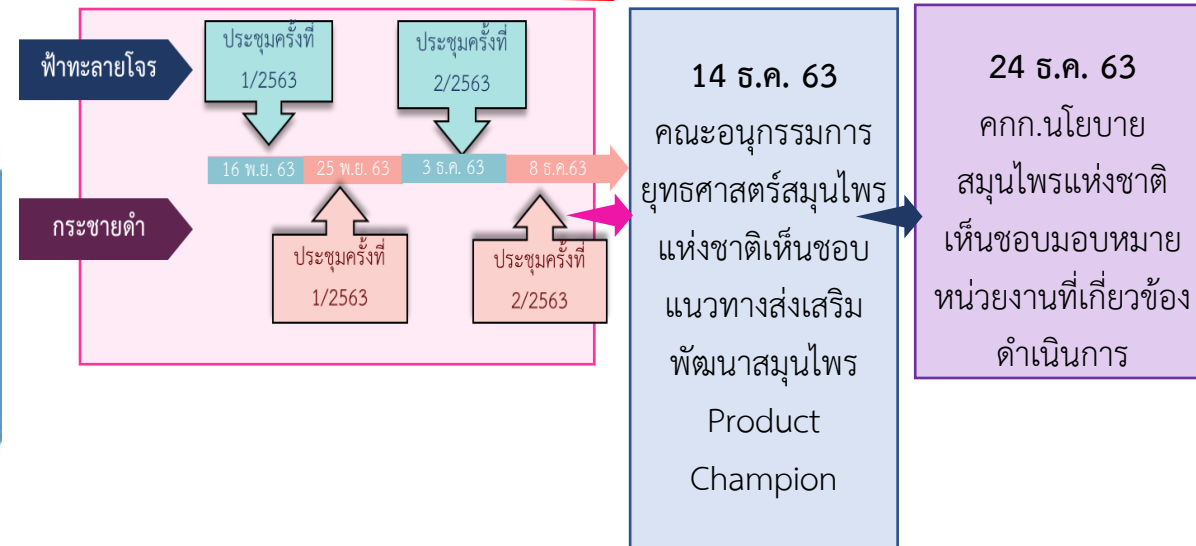 ฟ้าทะลายโจร
ประชุมครั้งที่
1/2563
ประชุมครั้งที่
2/2563
16 พ.ย. 63
25 พ.ย. 63
3 ธ.ค. 63
8 ธ.ค.63
กระชายดำ
ประชุมครั้งที่
1/2563
ประชุมครั้งที่
2/2563
14 ธ.ค. 63
คณะอนุกรรมการ
ยุทธศาสตร์สมุนไพร
แห่งชาติเห็นชอบ
แนวทางส่งเสริม
พัฒนาสมุนไพร
Product
Champion
24 ธ.ค. 63
คกก.นโยบาย
สมุนไพรแห่งชาติ
เห็นชอบมอบหมาย
หน่วยงานที่เกี่ยวข้อง
ดำเนินการ